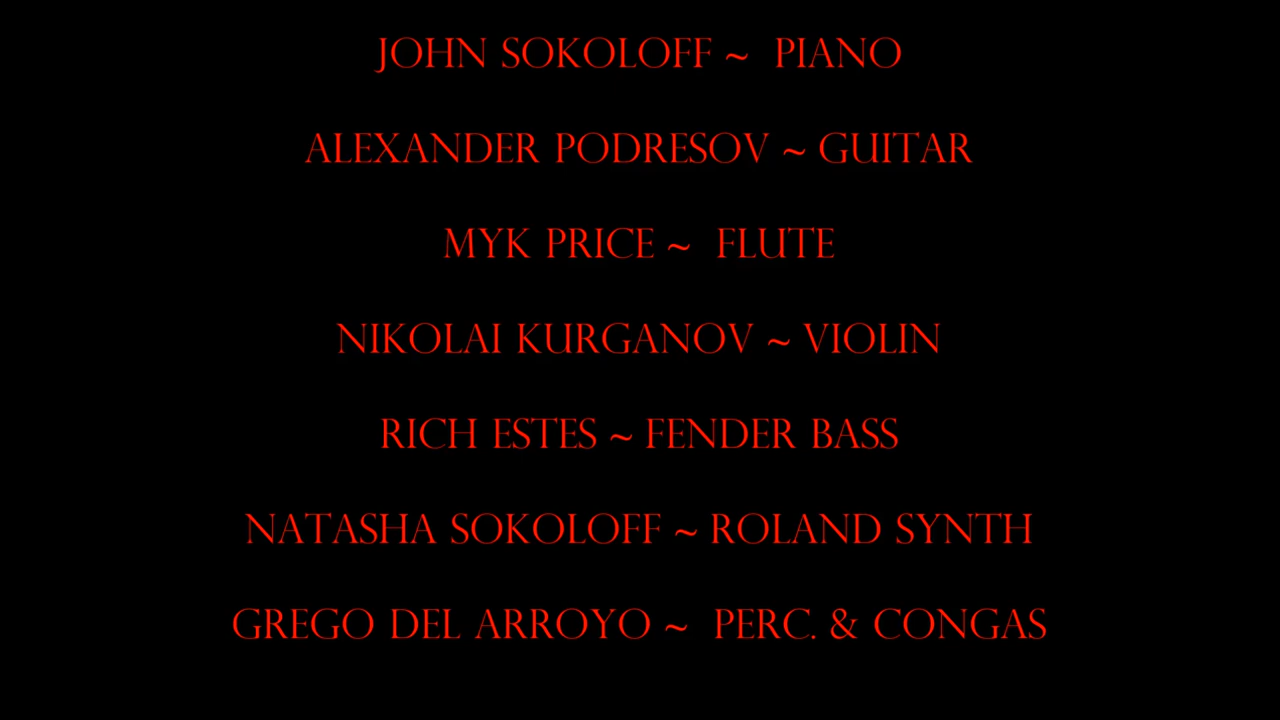 JOHN SOKOLOFF ~ PIANO
ALEXANDER PODRESOV ~ GUITAR
MYK PRICE ~ FLUTE
NIKOLAI KURGANOV ~ VIOLIN
RICH ESTES ~ FENDER BASS
NATASHA SOKOLOFF ~ ROLAND SYNTH
GREGO DEL ARROYO ~ PERC. & CONGAS